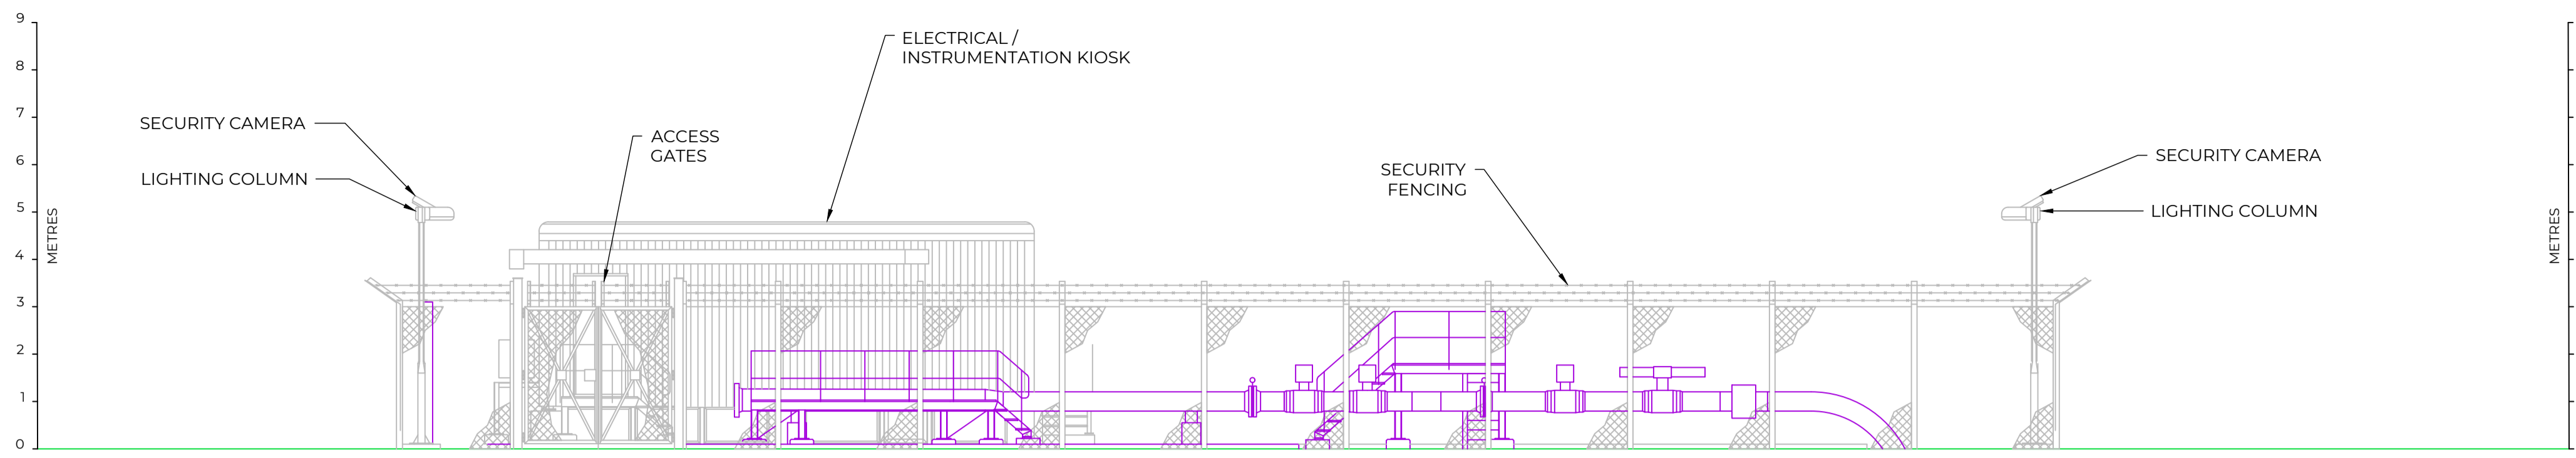 9
8
7
6
5
4
3
2
1
0
METRES
SECURITY CAMERA
LIGHTING COLUMN
ACCESS
GATES
ELECTRICAL /
INSTRUMENTATION KIOSK
SECURITY
FENCING
SECURITY CAMERA
LIGHTING COLUMN
METRES